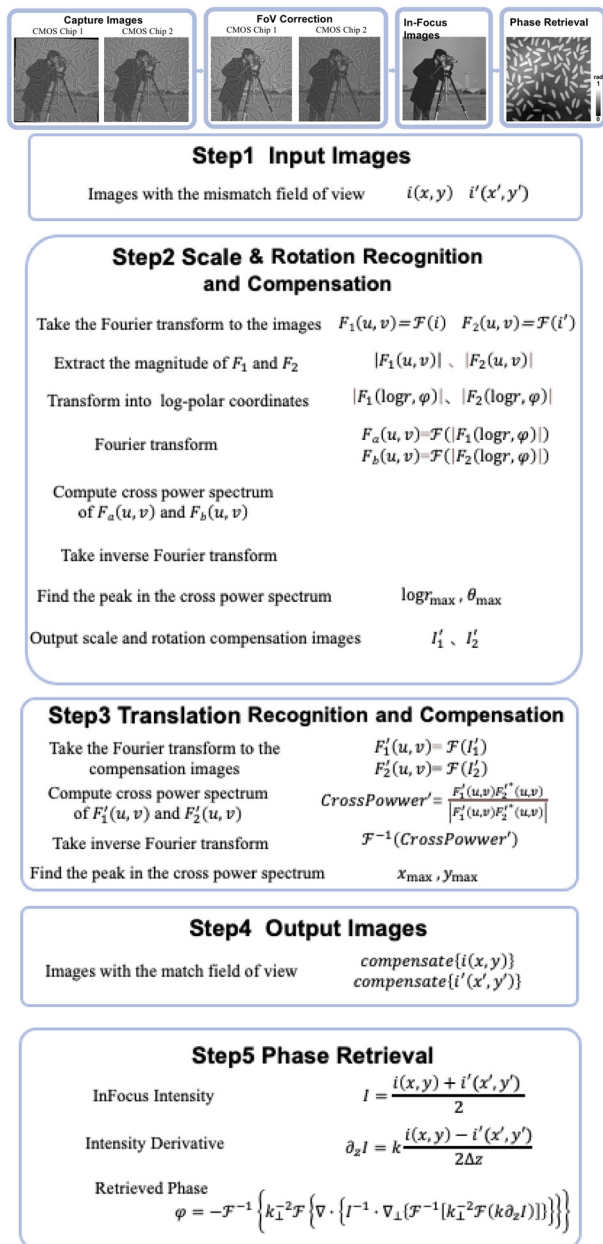 Capture Images
CMOS Chip 1 CMOS Chip 2
FoV Correction
CMOS Chip 1 CMOS Chip 2
In-Focus
Images
Phase Retrieval
rad
1
0
Step1 Input Images
Images with the mismatch field of view i(x,y) i′(x′,y′)
Step2 Scale & Rotation Recognition
and Compensation
Take the Fourier transform to the images F₁(u,v)=ℱ(i) F₂(u,v)=ℱ(i′)
Extract the magnitude of F₁ and F₂ |F₁(u,v)| 、 |F₂(u,v)|
Transform into log-polar coordinates |F₁(logr,φ)|、 |F₂(logr,φ)|
Fourier transform Fₐ(u,v)=ℱ(|F₁(logr,φ)|)
F_b(u,v)=ℱ(|F₂(logr,φ)|)
Compute cross power spectrum
of Fₐ(u,v) and F_b(u,v)
Take inverse Fourier transform
Find the peak in the cross power spectrum logr_max , θ_max
Output scale and rotation compensation images I′₁ 、 I′₂
Step3 Translation Recognition and Compensation
Take the Fourier transform to the F′₁(u,v)= ℱ(I′₁)
compensation images F′₂(u,v)= ℱ(I′₂)
Compute cross power spectrum
of F′₁(u,v) and F′₂(u,v) CrossPowwer′= F′₁(u,v)F′₂*(u,v) / |F′₁(u,v)F′₂*(u,v)|
Take inverse Fourier transform ℱ⁻¹(CrossPowwer′)
Find the peak in the cross power spectrum x_max , y_max
Step4 Output Images
Images with the match field of view compensate{i(x,y)}
compensate{i′(x′,y′)}
Step5 Phase Retrieval
InFocus Intensity I = (i(x,y) + i′(x′,y′)) / 2
Intensity Derivative ∂_z I = k (i(x,y) − i′(x′,y′)) / 2Δz
Retrieved Phase
φ = −ℱ⁻¹{k⊥⁻²ℱ{∇ · {I⁻¹ · ∇⊥{ℱ⁻¹[k⊥⁻²ℱ(k∂_z I)]}}}}